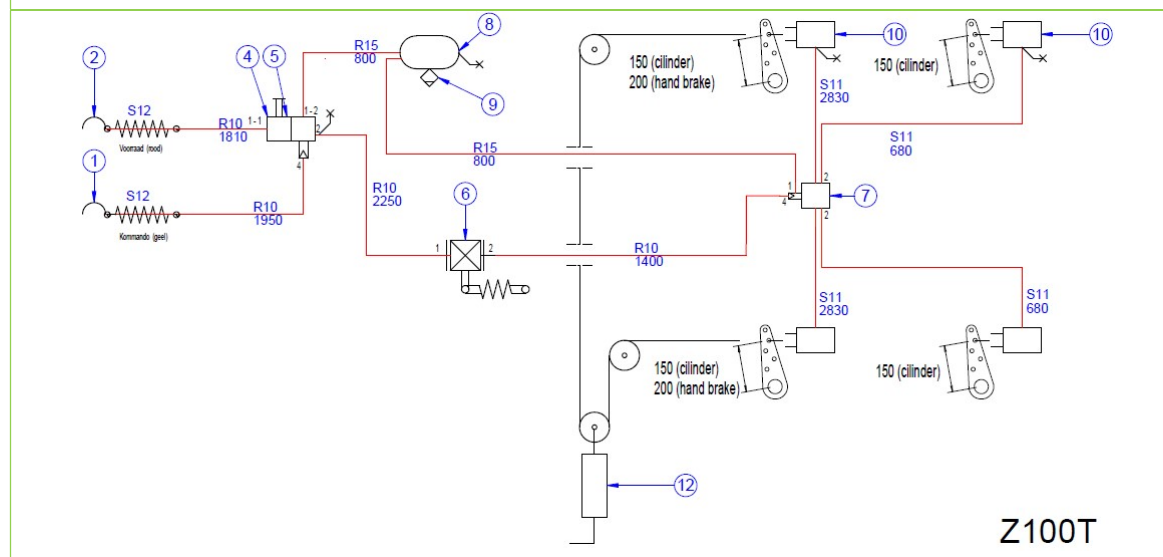 8
R15
800
10
10
150 (cilinder)
200 (hand brake)
150 (cilinder)
2
4
5
9
S11
2830
S12
1-1
1-2
2
R10
1810
Voorraad (rood)
R15
800
S11
680
1
4
R10
2250
6
1
4
2
2
7
S12
R10
1950
Kommando (geel)
1
2
R10
1400
S11
2830
S11
680
150 (cilinder)
200 (hand brake)
150 (cilinder)
12
Z100T